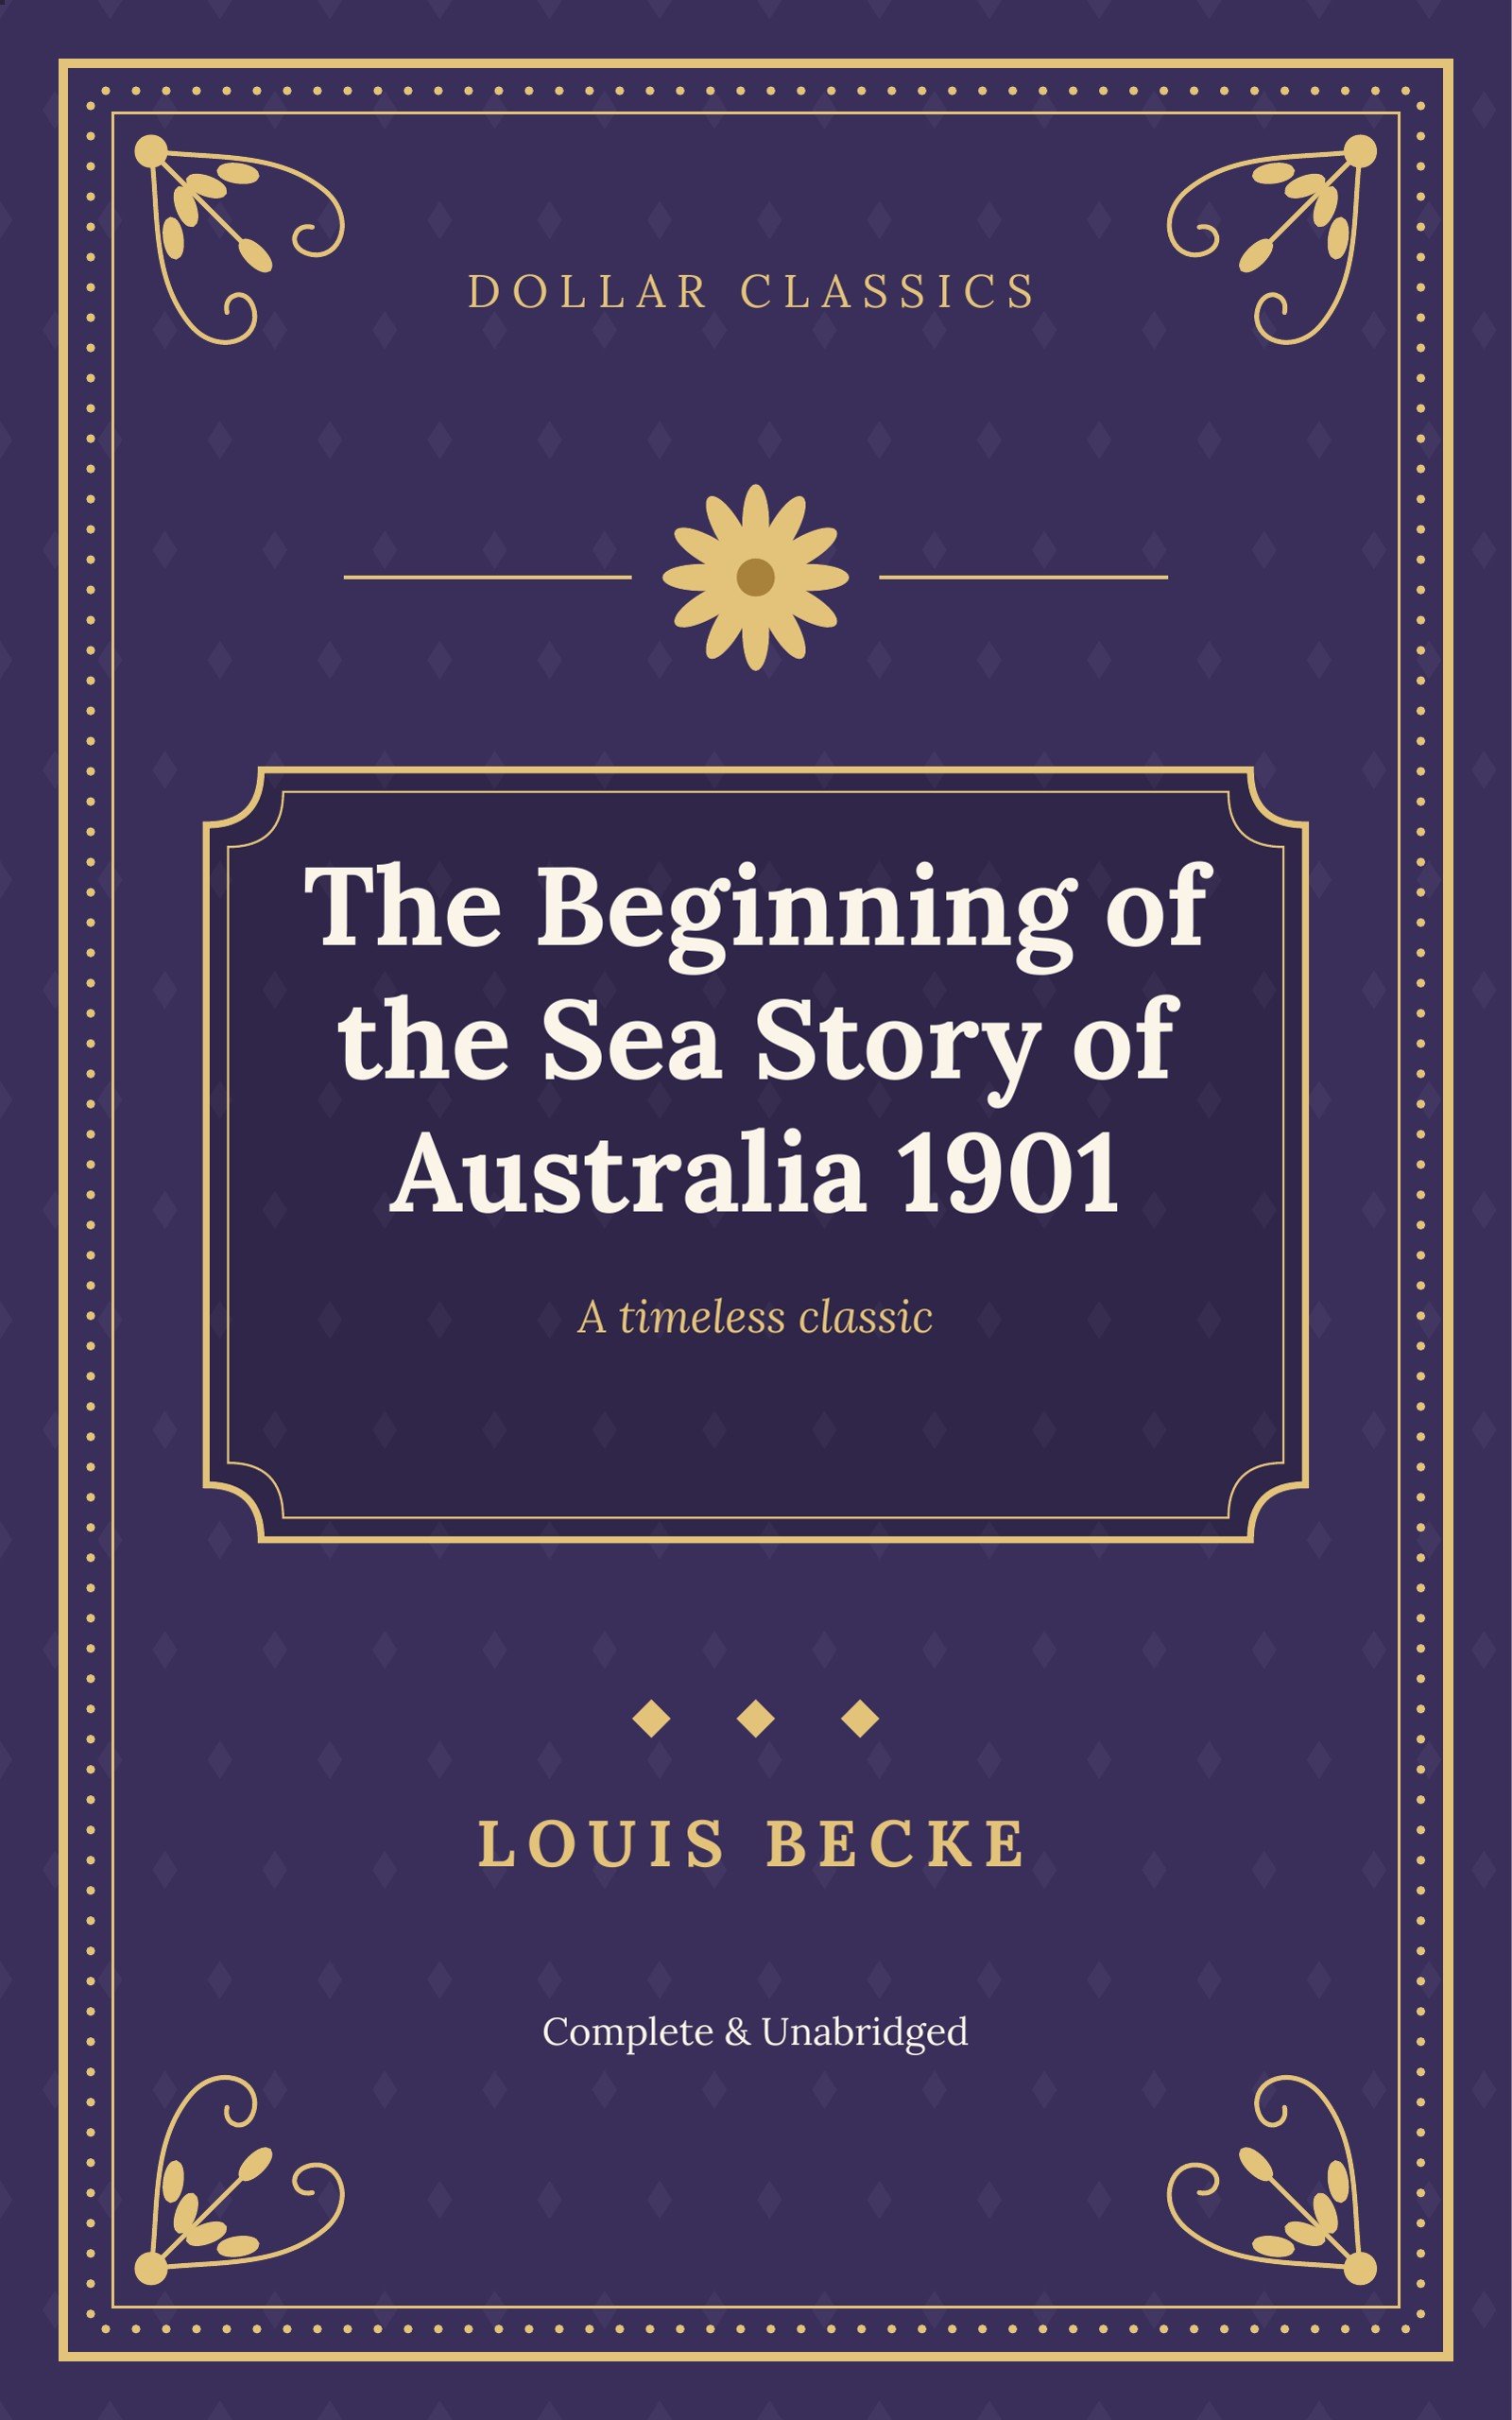 DOLLAR CLASSICS
The Beginning of
the Sea Story of
Australia 1901
A timeless classic
LOUIS BECKE
Complete & Unabridged